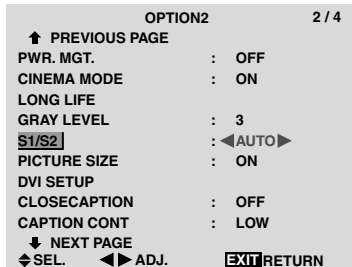 OPTION2 2 / 4
PREVIOUS PAGE
PWR. MGT. : OFF
CINEMA MODE : ON
LONG LIFE
GRAY LEVEL : 3
S1/S2 : ◀AUTO▶
PICTURE SIZE : ON
DVI SETUP
CLOSECAPTION : OFF
CAPTION CONT : LOW
NEXT PAGE
SEL. ◀▶ADJ. EXIT RETURN